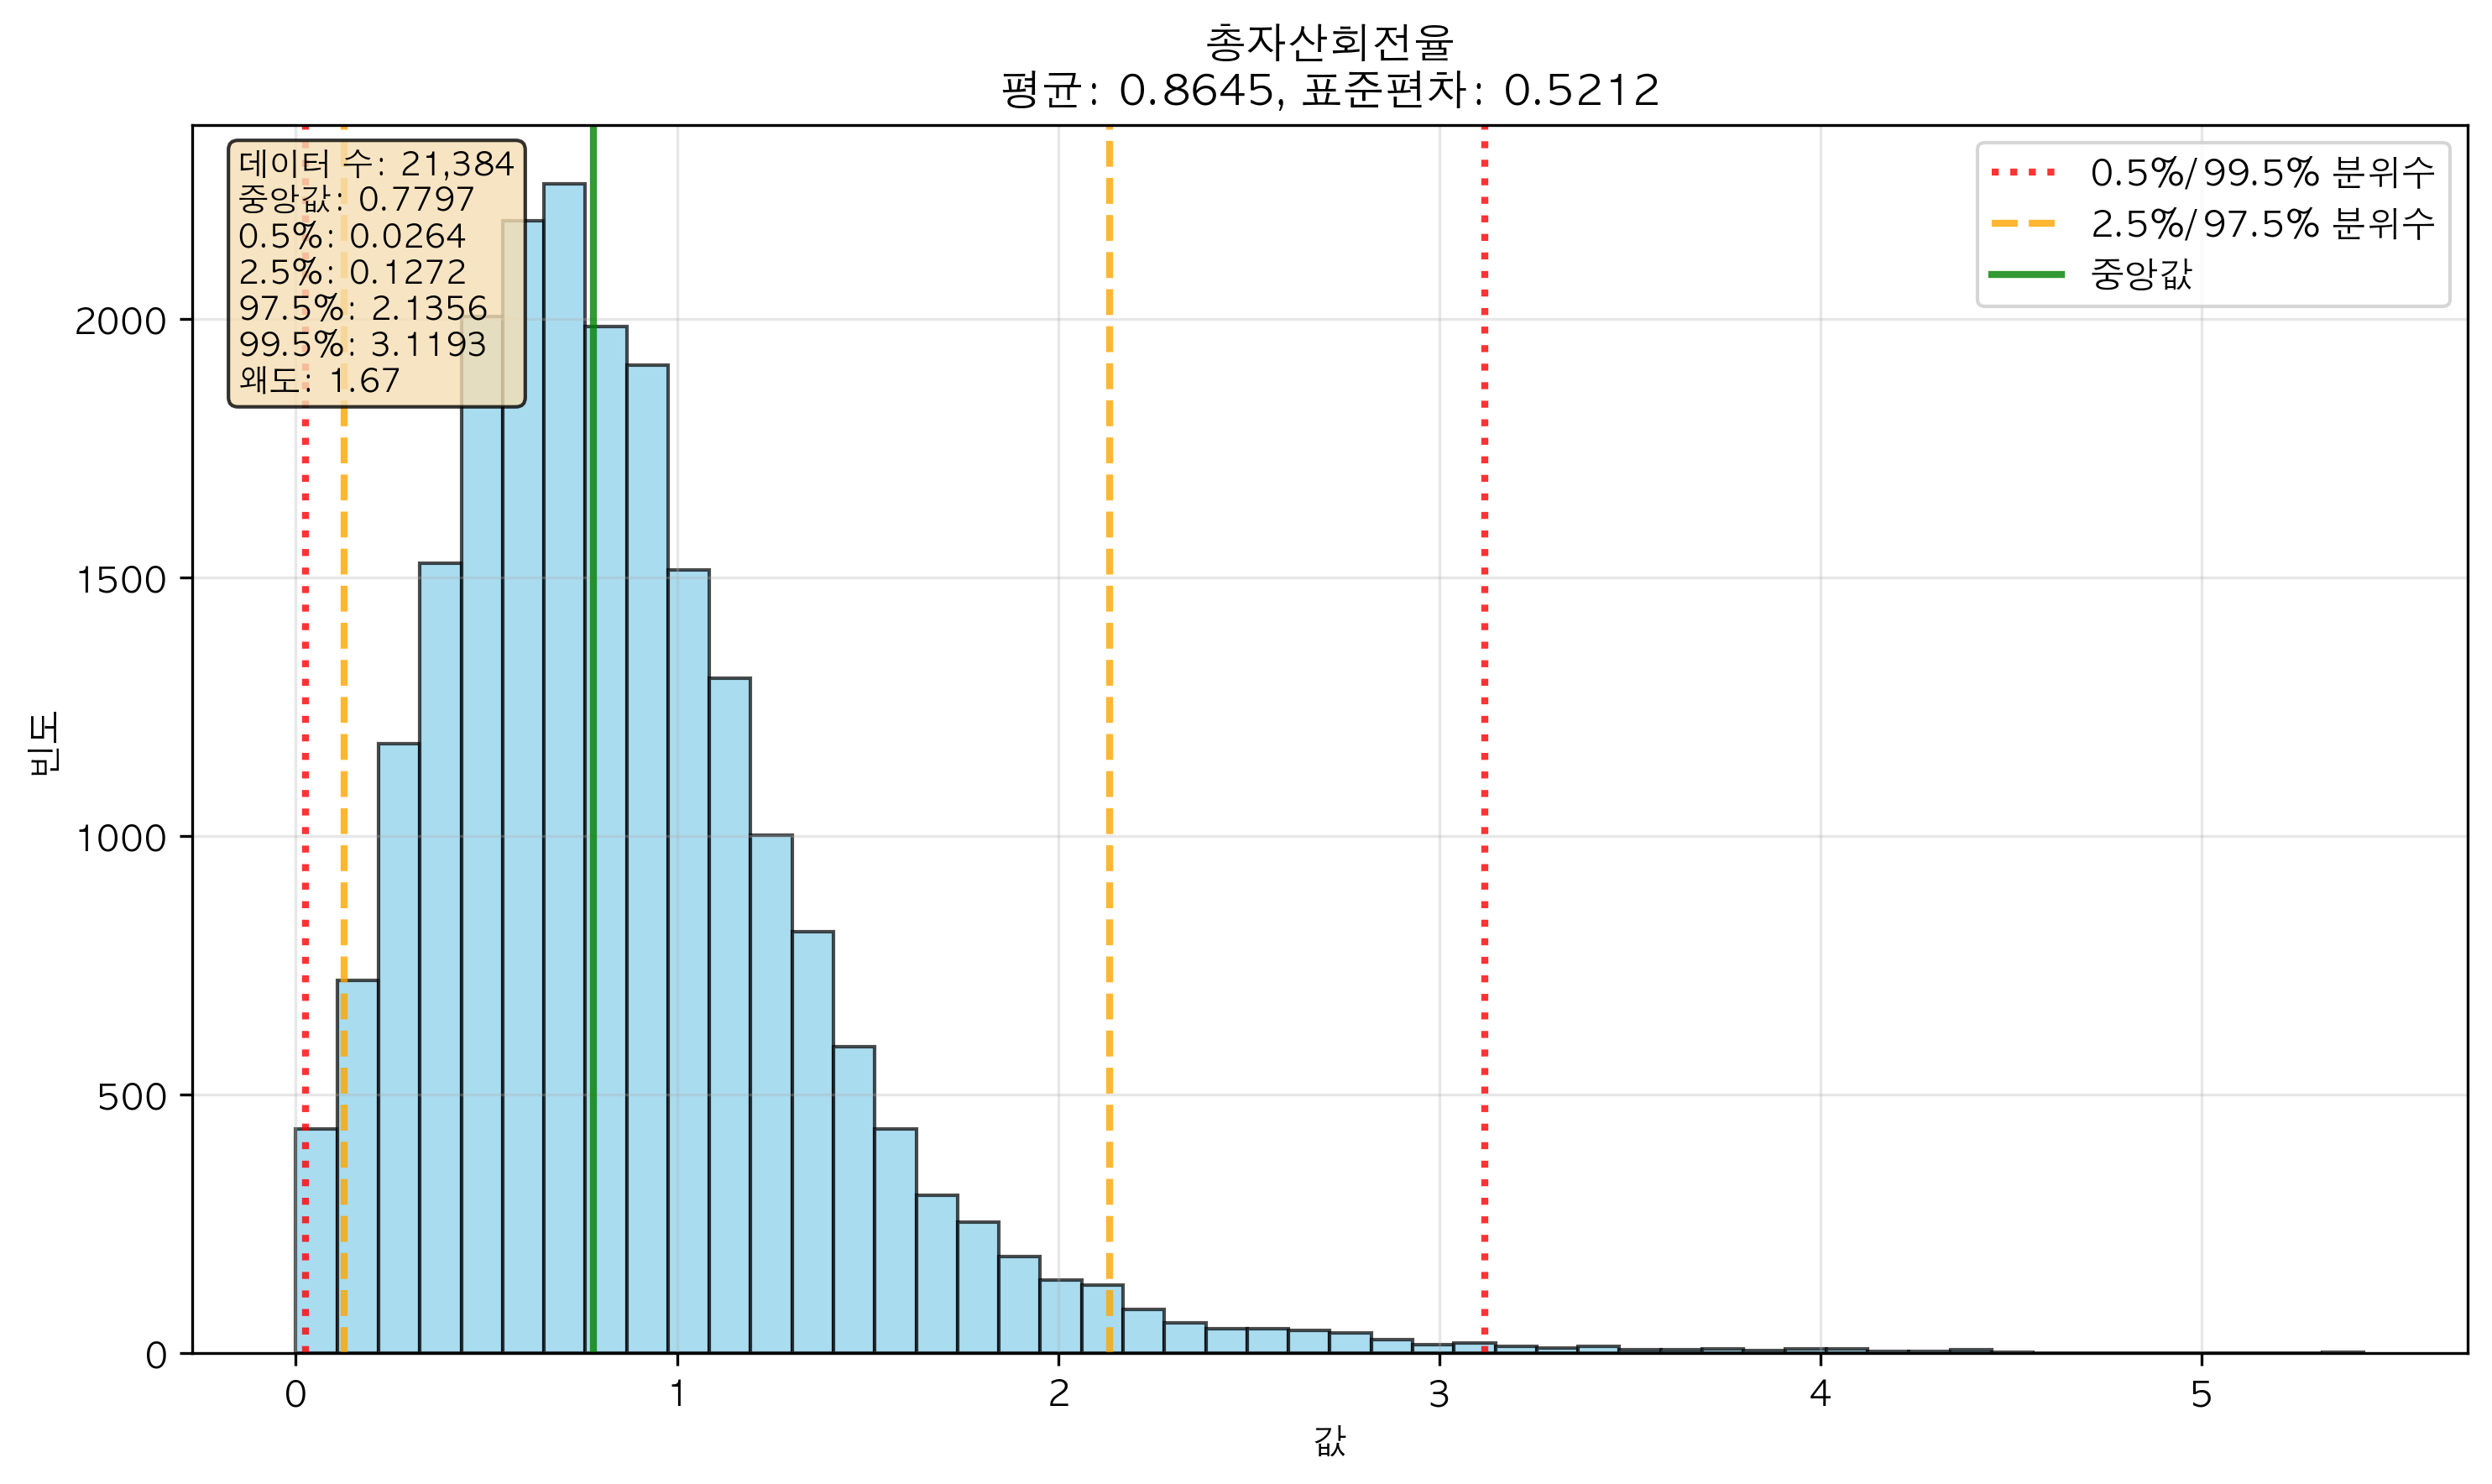 총자산회전율
평균: 0.8645, 표준편차: 0.5212
데이터 수: 21,384
중앙값: 0.7797
0.5%: 0.0264
2.5%: 0.1272
97.5%: 2.1356
99.5%: 3.1193
왜도: 1.67
0.5%/99.5% 분위수
2.5%/97.5% 분위수
중앙값
빈도
2000
1500
1000
500
0
0 1 2 3 4 5
값